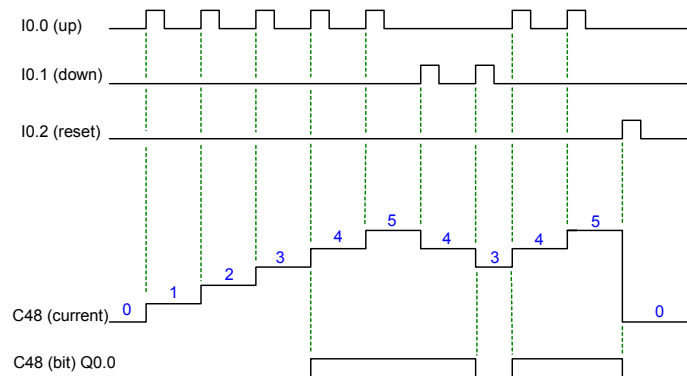 I0.0 (up)
I0.1 (down)
I0.2 (reset)
5 5
4 4 4
3 3
2
1
0 0
C48 (current)
C48 (bit) Q0.0